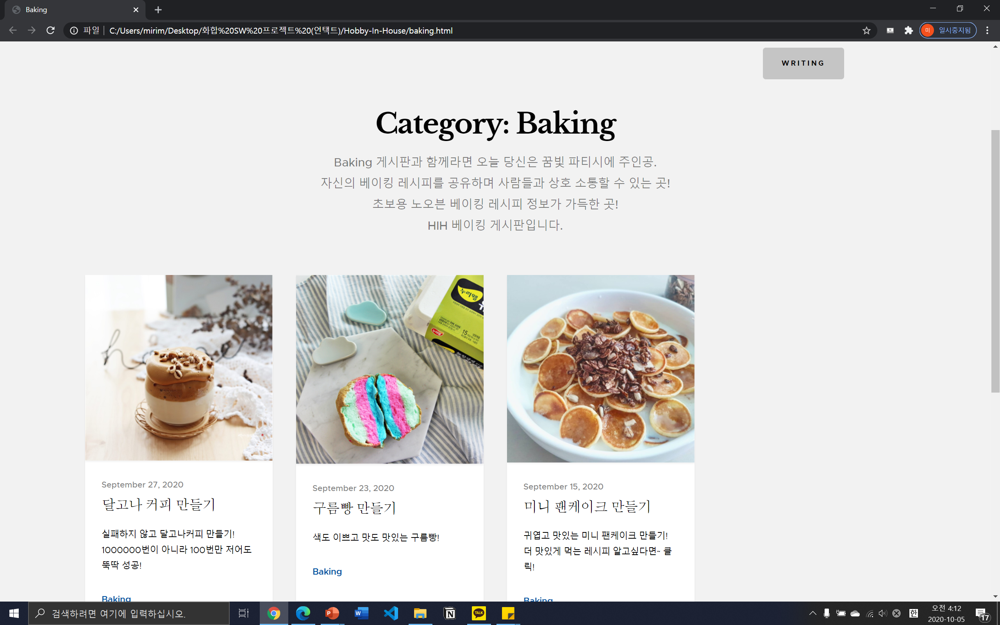 Baking
파일
C:/Users/mirim/Desktop/화합%20SW%20프로젝트%20(언택트)/Hobby-In-House/baking.html
미 일시중지됨
WRITING
Category: Baking
Baking 게시판과 함께라면 오늘 당신은 꿈빛 파티시에 주인공.
자신의 베이킹 레시피를 공유하며 사람들과 상호 소통할 수 있는 곳!
초보용 노오븐 베이킹 레시피 정보가 가득한 곳!
HIH 베이킹 게시판입니다.
누리웰
15
누리웰
September 27, 2020
달고나 커피 만들기
실패하지 않고 달고나커피 만들기!
1000000번이 아니라 100번만 저어도
뚝딱 성공!
Baking
September 23, 2020
구름빵 만들기
색도 이쁘고 맛도 맛있는 구름빵!
Baking
September 15, 2020
미니 팬케이크 만들기
귀엽고 맛있는 미니 팬케이크 만들기!
더 맛있게 먹는 레시피 알고싶다면~ 클
릭!
Baking
검색하려면 여기에 입력하십시오.
P
W
N
TALK
한
오전 4:12
2020-10-05
17